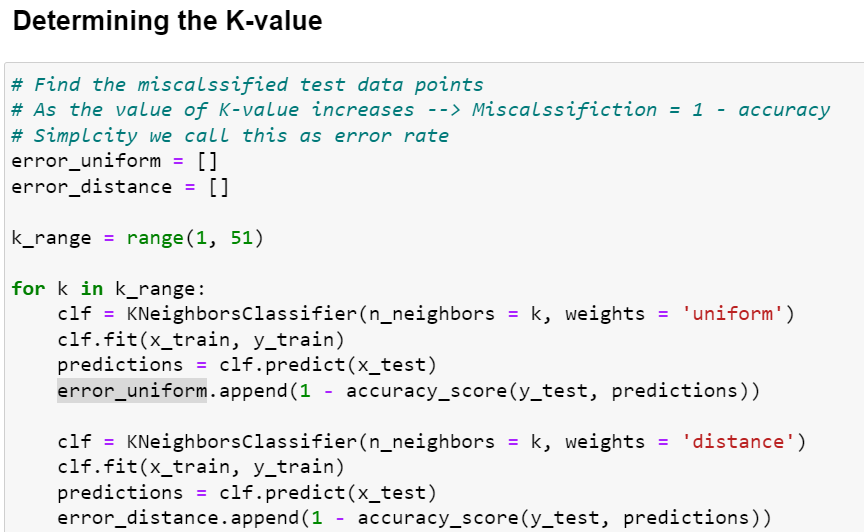 Determining the K-value
# Find the miscalssified test data points
# As the value of K-value increases --> Miscalssifiction = 1 - accuracy
# Simplcity we call this as error rate
error_uniform = []
error_distance = []
k_range = range(1, 51)
for k in k_range:
    clf = KNeighborsClassifier(n_neighbors = k, weights = 'uniform')
    clf.fit(x_train, y_train)
    predictions = clf.predict(x_test)
    error_uniform.append(1 - accuracy_score(y_test, predictions))
    clf = KNeighborsClassifier(n_neighbors = k, weights = 'distance')
    clf.fit(x_train, y_train)
    predictions = clf.predict(x_test)
    error_distance.append(1 - accuracy_score(y_test, predictions))